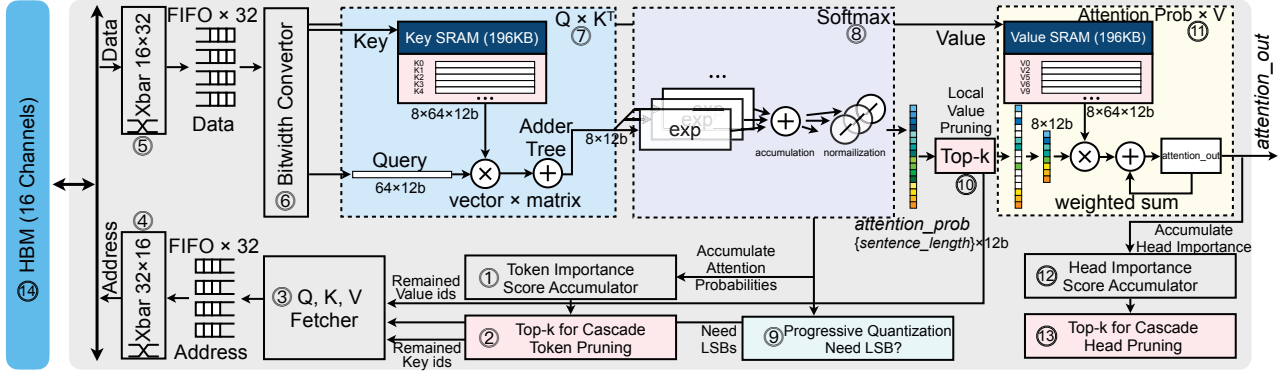 HBM (16 Channels)
⑭
Data
Xbar 16×32
⑤
FIFO × 32
Data
Bitwidth Convertor
⑥
Key
Key SRAM (196KB)
K0
K1
K2
K3
K4
...
8×64×12b
Q × Kᵀ
⑦
Query
64×12b
Adder
Tree
vector × matrix
8×12b
Softmax
⑧
...
exp
exp
exp
accumulation
normailization
attention_prob
{sentence_length}×12b
Local
Value
Pruning
Top-k
⑩
Value
Attention Prob × V
⑪
Value SRAM (196KB)
V0
V2
V5
V6
V9
...
8×64×12b
8×12b
attention_out
weighted sum
attention_out
Address
④
Xbar 32×16
FIFO × 32
Address
③ Q, K, V
Fetcher
Remained
Value ids
Remained
Key ids
① Token Importance
Score Accumulator
② Top-k for Cascade
Token Pruning
Accumulate
Attention
Probabilities
Need
LSBs
⑨ Progressive Quantization
Need LSB?
Accumulate
Head Importance
⑫ Head Importance
Score Accumulator
⑬ Top-k for Cascade
Head Pruning